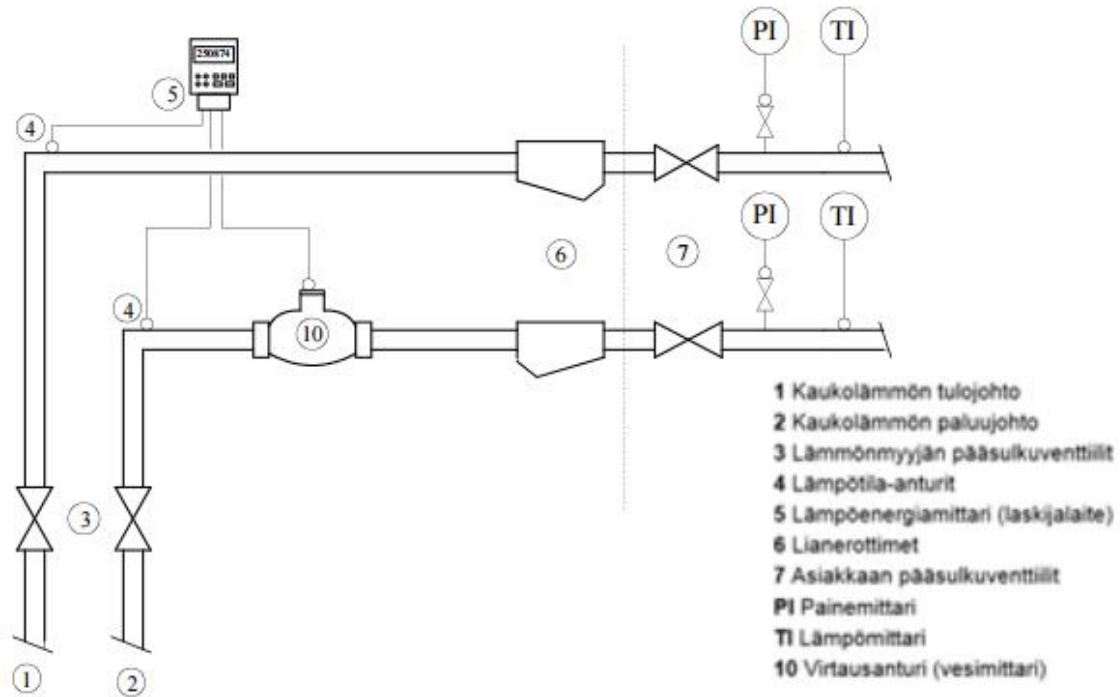 PI TI
250874
5
4
PI TI
6 7
4
10
3
1 2
1 Kaukolämmön tulojohto
2 Kaukolämmön paluujohto
3 Lämmönmyyjän pääsulkuventtiilit
4 Lämpötila-anturit
5 Lämpöenergiamittari (laskijalaite)
6 Lianerottimet
7 Asiakkaan pääsulkuventtiilit
PI Painemittari
TI Lämpömittari
10 Virtausanturi (vesimittari)